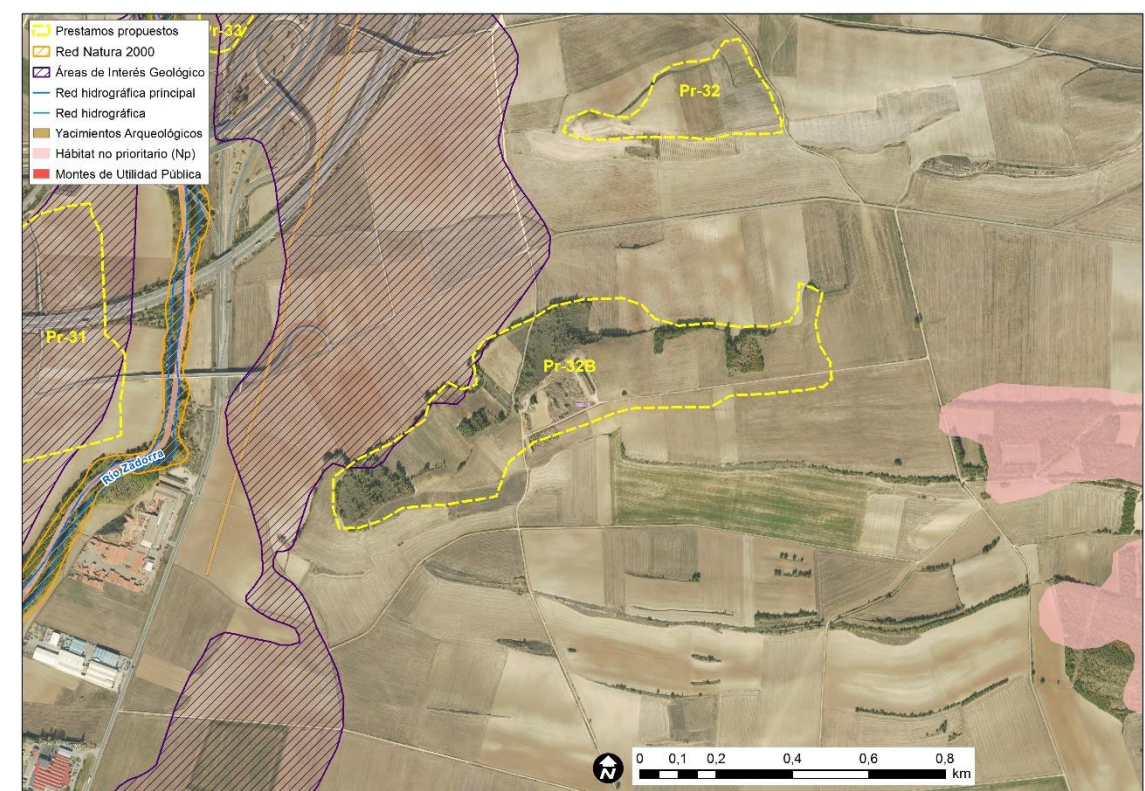 Prestamos propuestos
Red Natura 2000
Áreas de Interés Geológico
Red hidrográfica principal
Red hidrográfica
Yacimientos Arqueológicos
Hábitat no prioritario (Np)
Montes de Utilidad Pública
Pr-33
Pr-32
Pr-31
Pr-32B
Río Zadorra
N
0 0,1 0,2 0,4 0,6 0,8
km